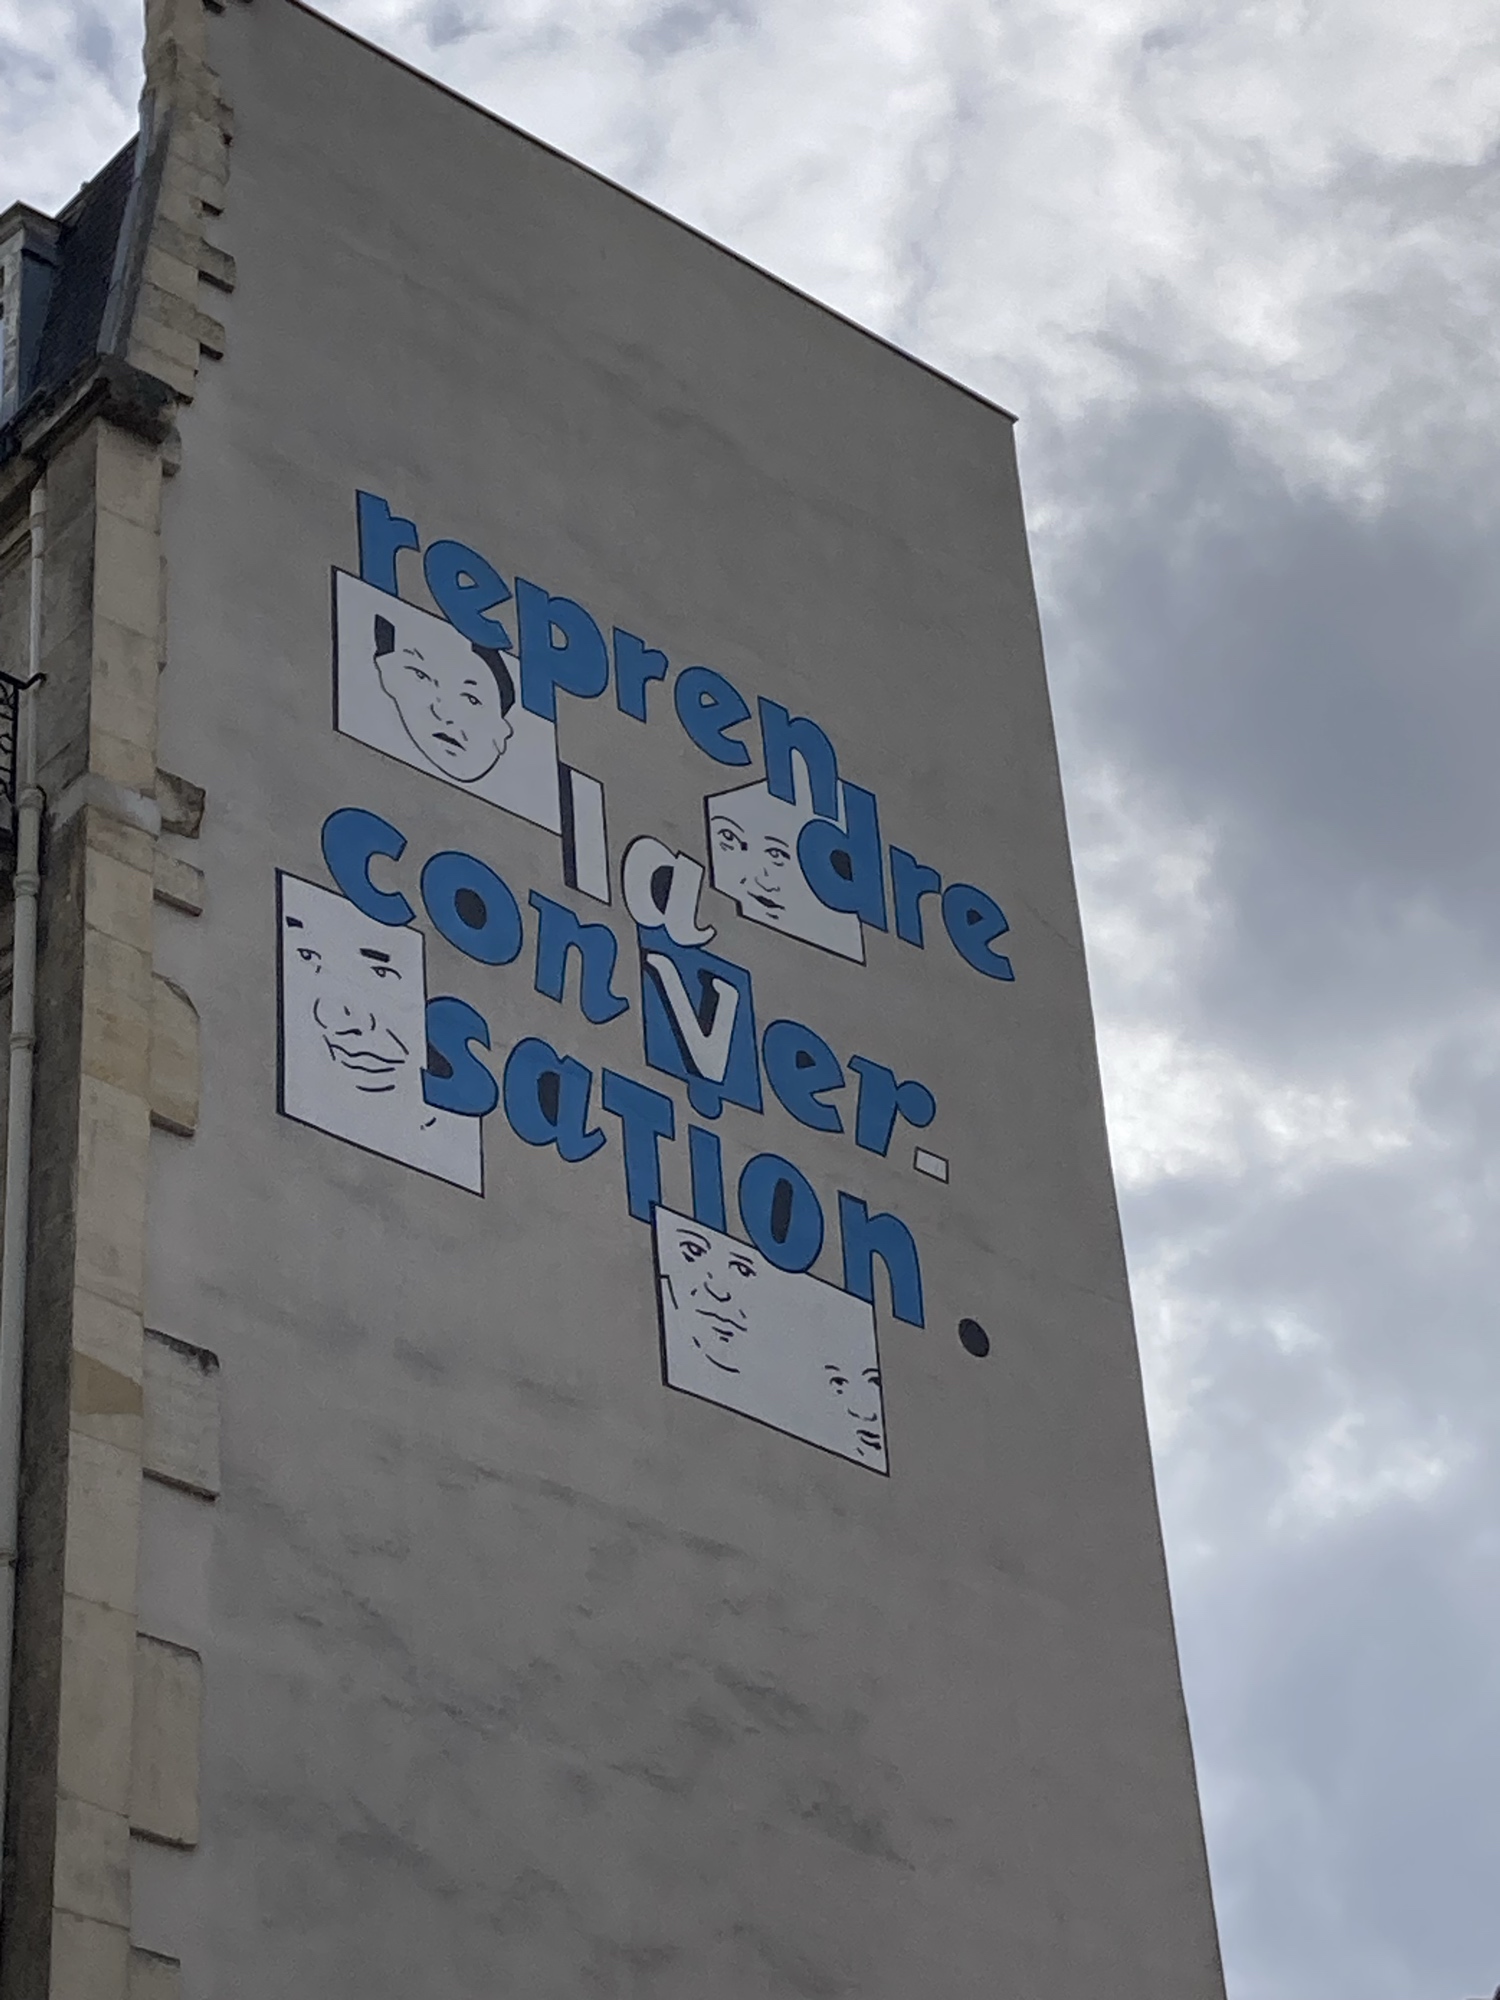 reprendre
la
conver-
saTion.